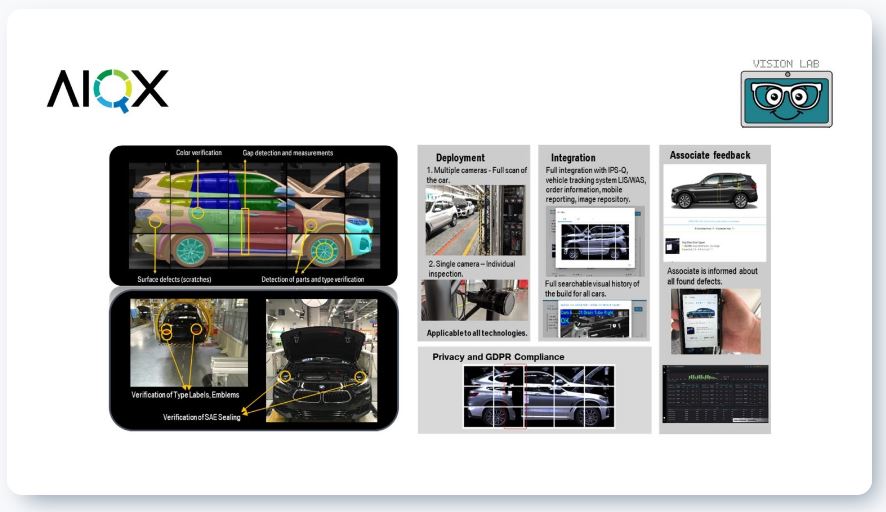 AIQX
VISION LAB
Color verification
Gap detection and measurements
Surface defects (scratches)
Detection of parts and type verification
Verification of Type Labels, Emblems
Verification of SAE Sealing
Deployment
1. Multiple cameras - Full scan of
the car.
2. Single camera – Individual
inspection.
Applicable to all technologies.
Integration
Full integration with IPS-Q,
vehicle tracking system LIS/WAS,
order information, mobile
reporting, image repository.
Full searchable visual history of
the build for all cars.
Privacy and GDPR Compliance
Associate feedback
Associate is informed about
all found defects.